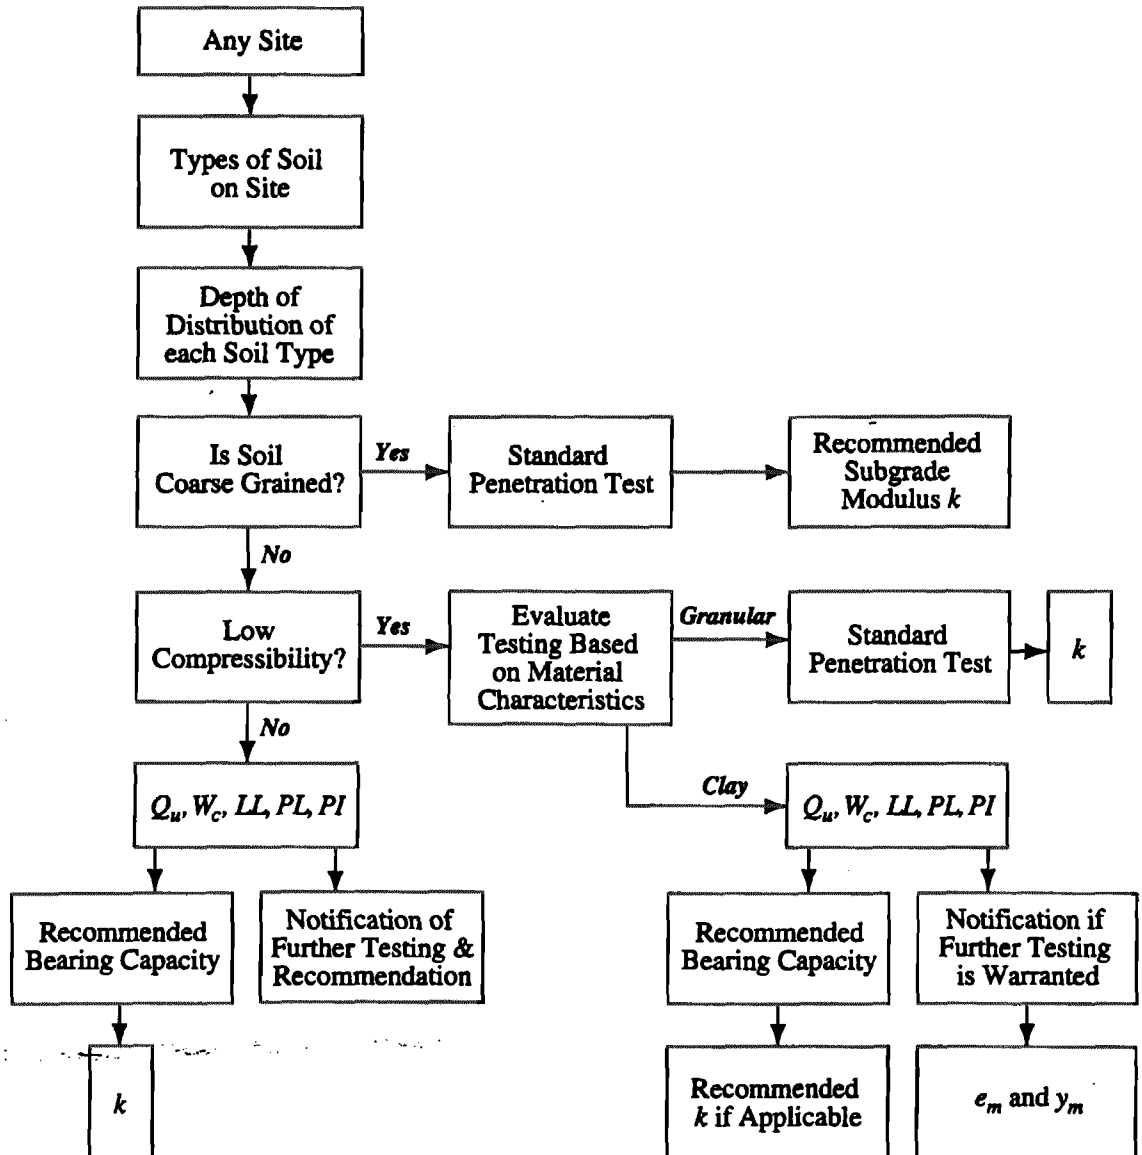 Any Site
Types of Soil
on Site
Depth of
Distribution of
each Soil Type
Is Soil
Coarse Grained?
Yes
Standard
Penetration Test
Recommended
Subgrade
Modulus k
No
Low
Compressibility?
Yes
Evaluate
Testing Based
on Material
Characteristics
Granular
Standard
Penetration Test
k
No
Clay
Qu, Wc, LL, PL, PI
Qu, Wc, LL, PL, PI
Recommended
Bearing Capacity
Notification of
Further Testing &
Recommendation
Recommended
Bearing Capacity
Notification if
Further Testing
is Warranted
k
Recommended
k if Applicable
em and ym